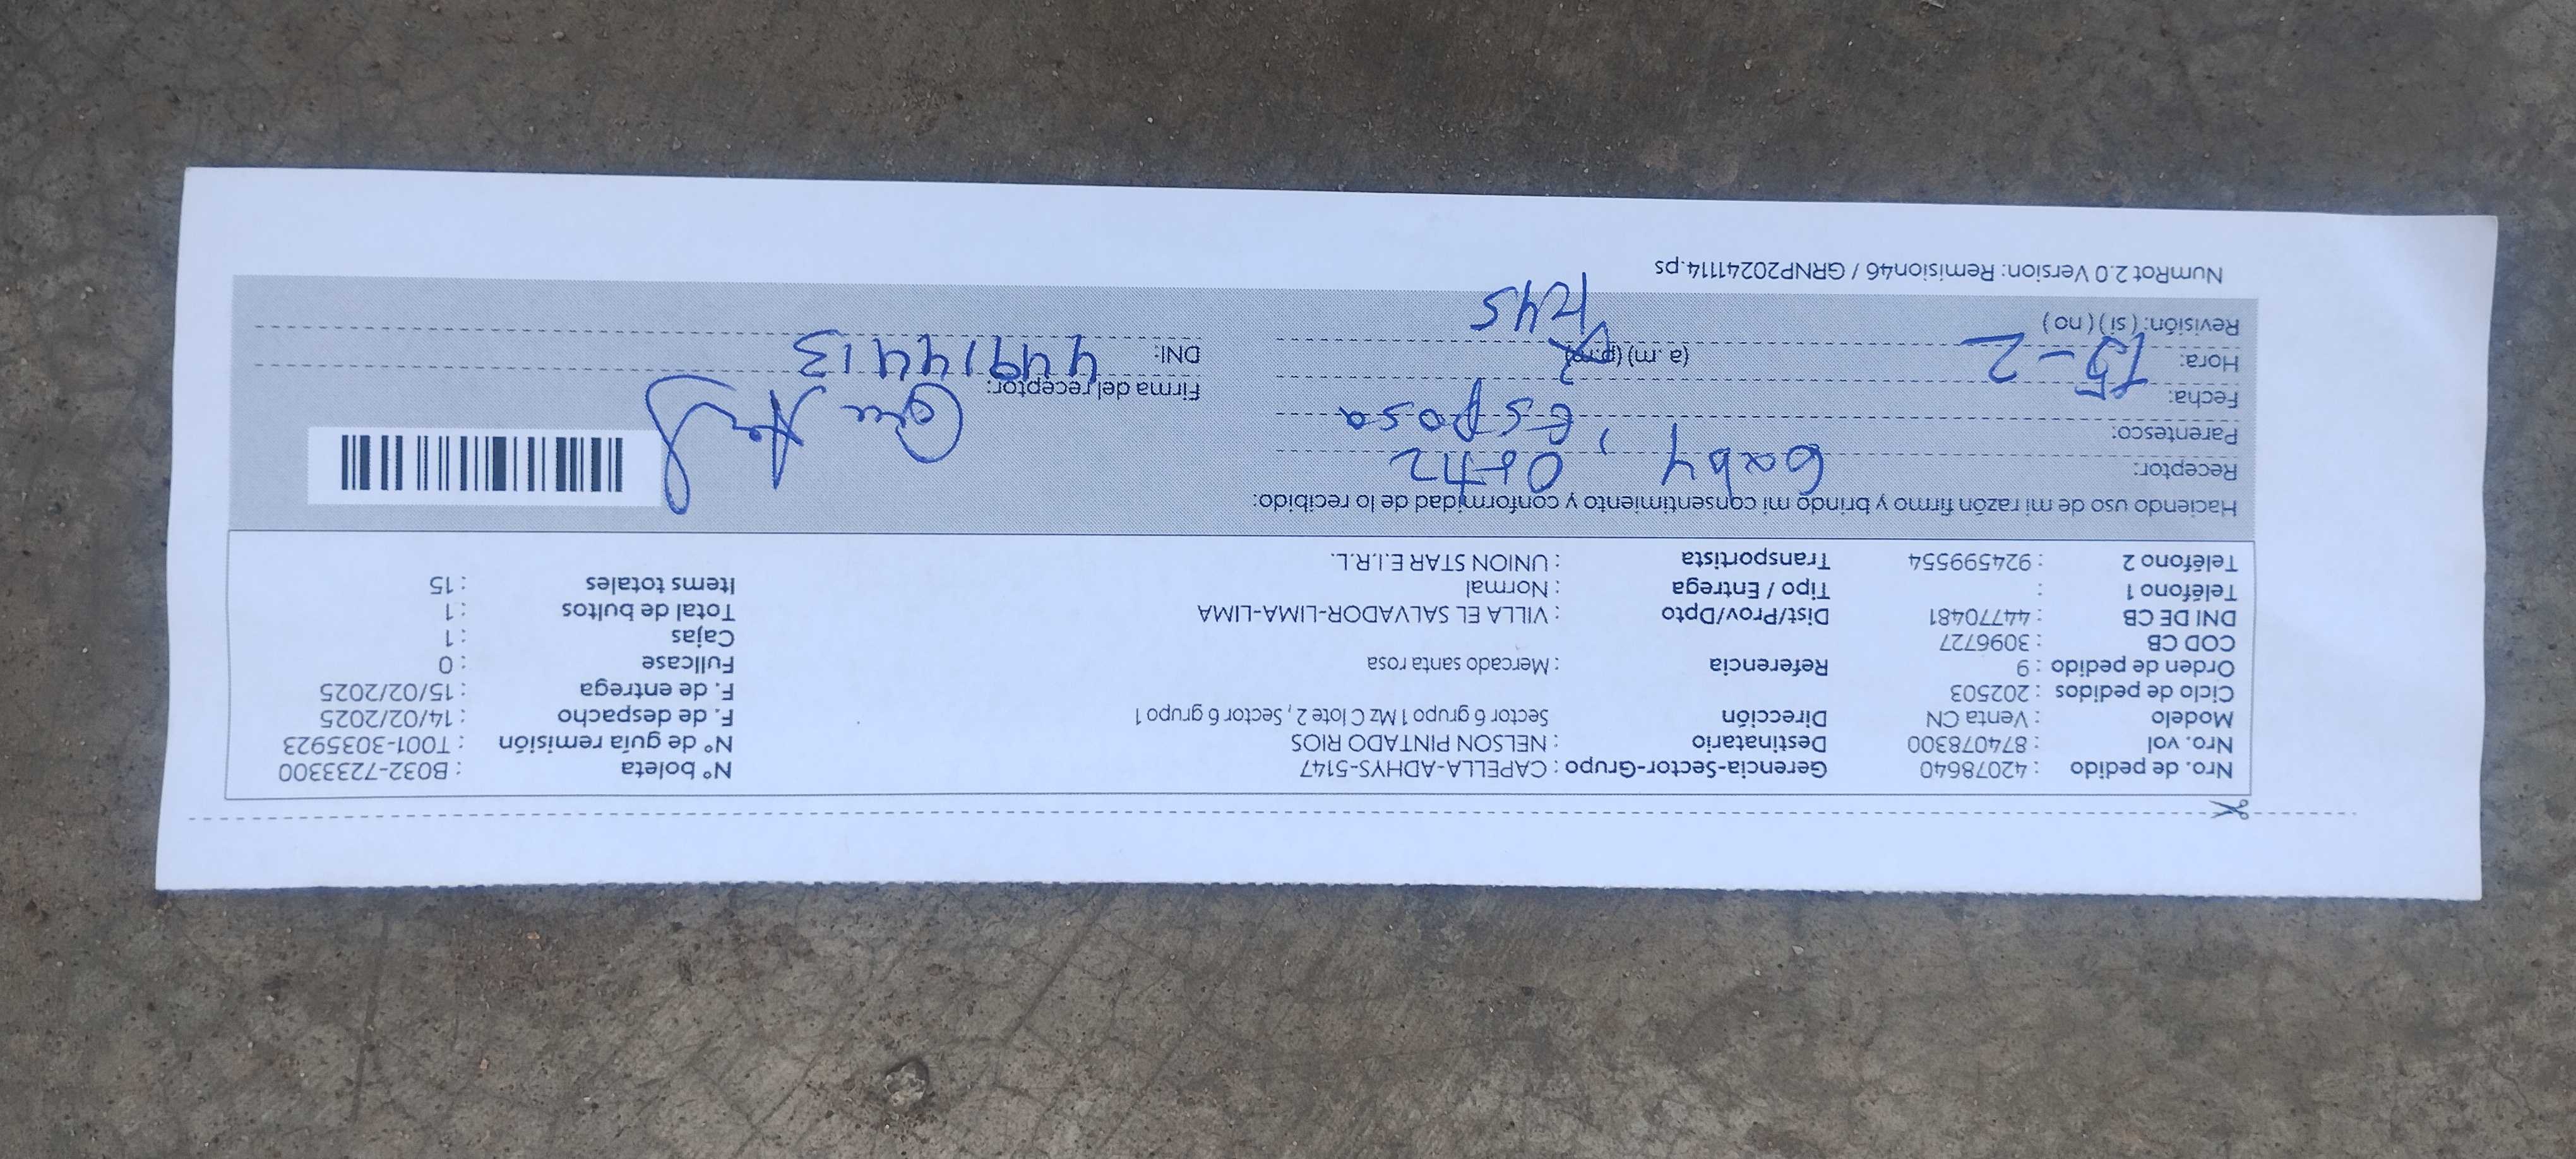 Nro. de pedido : 42078640 Gerencia-Sector-Grupo : CAPELLA-ADHYS-5147 N° boleta : B032-7233300
Nro. vol : 874078300 Destinatario : NELSON PINTADO RIOS N° de guía remisión : T001-3035923
Modelo : Venta CN Dirección Sector 6 grupo 1 Mz C lote 2 , Sector 6 grupo 1 F. de despacho : 14/02/2025
Ciclo de pedidos : 202503 F. de entrega : 15/02/2025
Orden de pedido : 9 Referencia : Mercado santa rosa Fullcase : 0
COD CB : 3096727 Cajas : 1
DNI DE CB : 44770481 Dist/Prov/Dpto : VILLA EL SALVADOR-LIMA-LIMA Total de bultos : 1
Teléfono 1 : Tipo / Entrega : Normal Items totales : 15
Teléfono 2 : 924599554 Transportista : UNION STAR E.I.R.L.
Haciendo uso de mi razón firmo y brindo mi consentimiento y conformidad de lo recibido:
Receptor: Gaby Ortiz
Parentesco: , Esposa
Fecha: 15-2 Firma del receptor:
Hora: (a. m) (p.m) DNI: 44914413
Revisión: ( si ) ( no )
NumRot 2.0 Version: Remision46 / GRNP20241114.ps